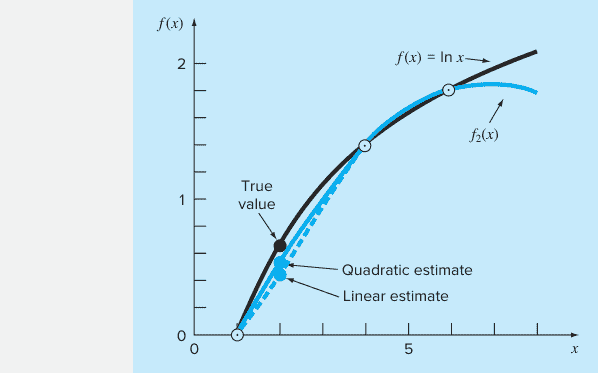 f(x)
f(x) = ln x
2
f₂(x)
1
True
value
Quadratic estimate
Linear estimate
0
0
5
x